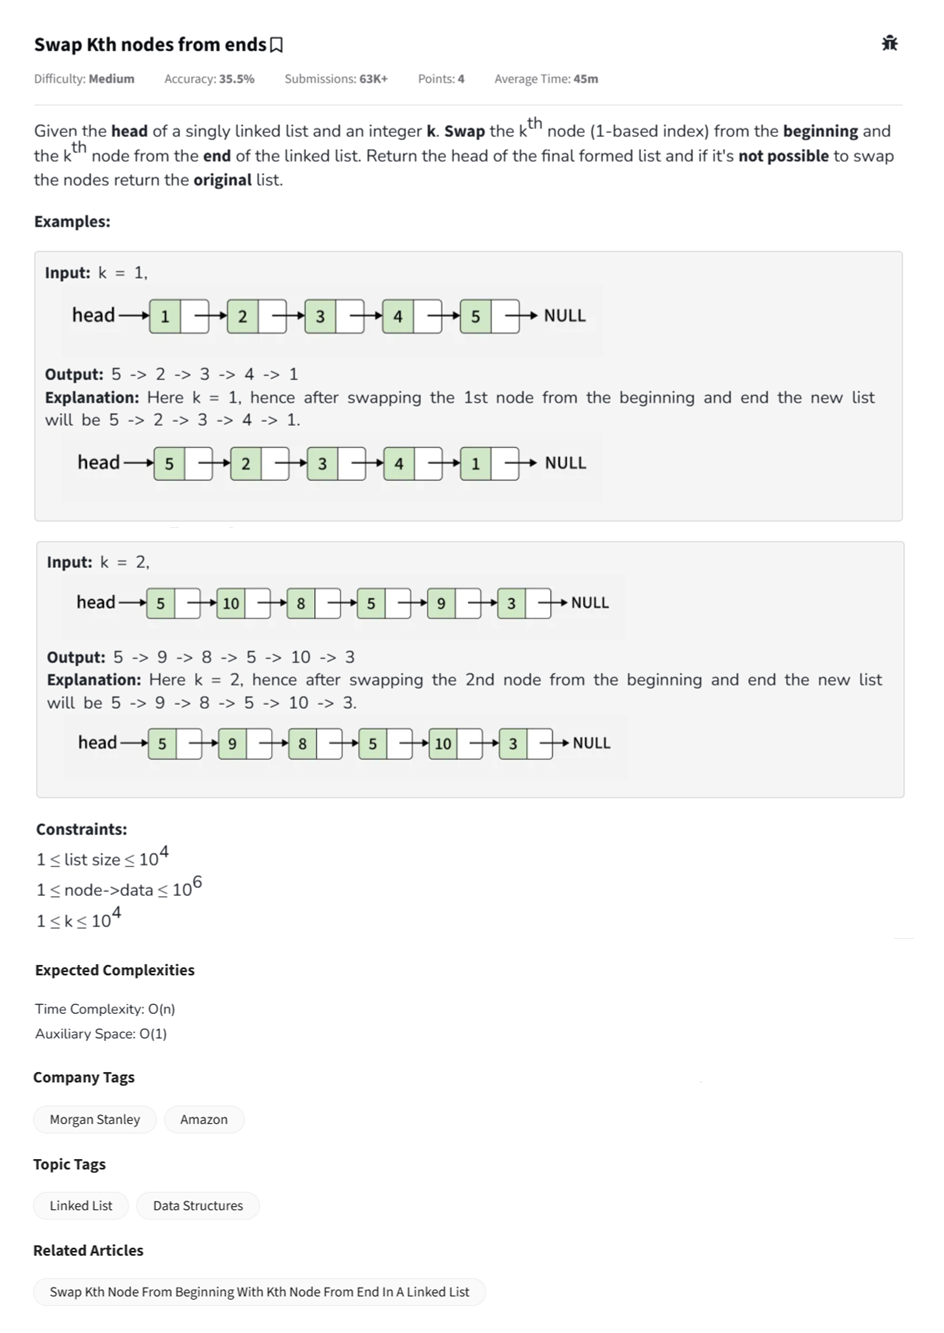 Swap Kth nodes from ends
Difficulty: Medium Accuracy: 35.5% Submissions: 63K+ Points: 4 Average Time: 45m
Given the head of a singly linked list and an integer k. Swap the kth node (1-based index) from the beginning and
the kth node from the end of the linked list. Return the head of the final formed list and if it's not possible to swap
the nodes return the original list.
Examples:
Input: k = 1,
head 1 2 3 4 5 NULL
Output: 5 -> 2 -> 3 -> 4 -> 1
Explanation: Here k = 1, hence after swapping the 1st node from the beginning and end the new list
will be 5 -> 2 -> 3 -> 4 -> 1.
head 5 2 3 4 1 NULL
Input: k = 2,
head 5 10 8 5 9 3 NULL
Output: 5 -> 9 -> 8 -> 5 -> 10 -> 3
Explanation: Here k = 2, hence after swapping the 2nd node from the beginning and end the new list
will be 5 -> 9 -> 8 -> 5 -> 10 -> 3.
head 5 9 8 5 10 3 NULL
Constraints:
1 ≤ list size ≤ 10^4
1 ≤ node->data ≤ 10^6
1 ≤ k ≤ 10^4
Expected Complexities
Time Complexity: O(n)
Auxiliary Space: O(1)
Company Tags
Morgan Stanley Amazon
Topic Tags
Linked List Data Structures
Related Articles
Swap Kth Node From Beginning With Kth Node From End In A Linked List